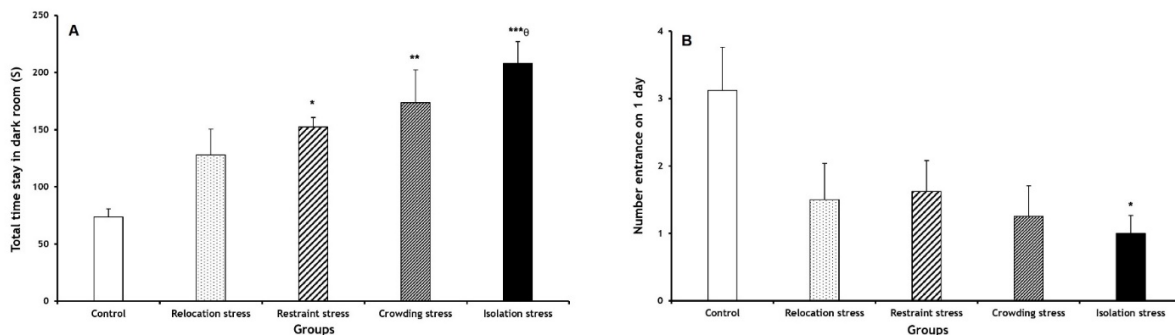 A
Total time stay in dark room (S)
250
200
150
100
50
0
*
**
***θ
Control Relocation stress Restraint stress Crowding stress Isolation stress
Groups
B
Number entrance on 1 day
4
3
2
1
0
*
Control Relocation stress Restraint stress Crowding stress Isolation stress
Groups